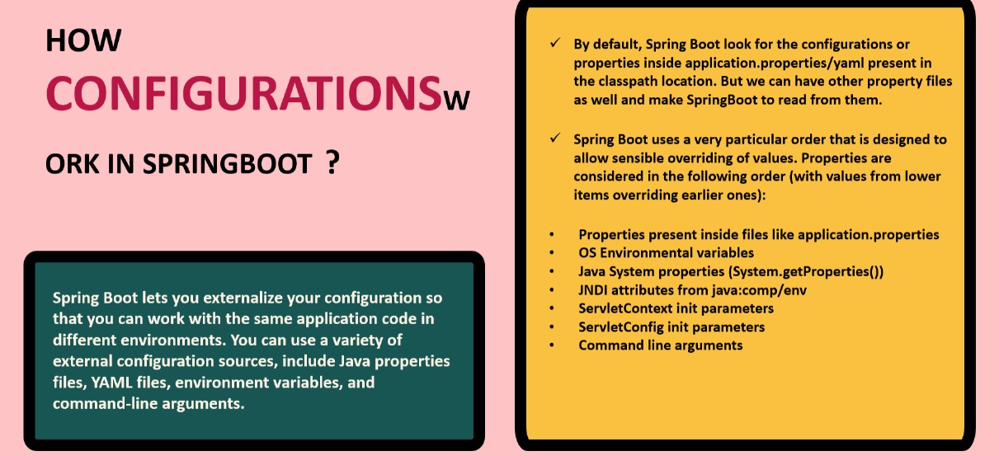 HOW
CONFIGURATIONSW
ORK IN SPRINGBOOT ?
Spring Boot lets you externalize your configuration so
that you can work with the same application code in
different environments. You can use a variety of
external configuration sources, include Java properties
files, YAML files, environment variables, and
command-line arguments.
✓ By default, Spring Boot look for the configurations or
properties inside application.properties/yaml present in
the classpath location. But we can have other property files
as well and make SpringBoot to read from them.
✓ Spring Boot uses a very particular order that is designed to
allow sensible overriding of values. Properties are
considered in the following order (with values from lower
items overriding earlier ones):
• Properties present inside files like application.properties
• OS Environmental variables
• Java System properties (System.getProperties())
• JNDI attributes from java:comp/env
• ServletContext init parameters
• ServletConfig init parameters
• Command line arguments